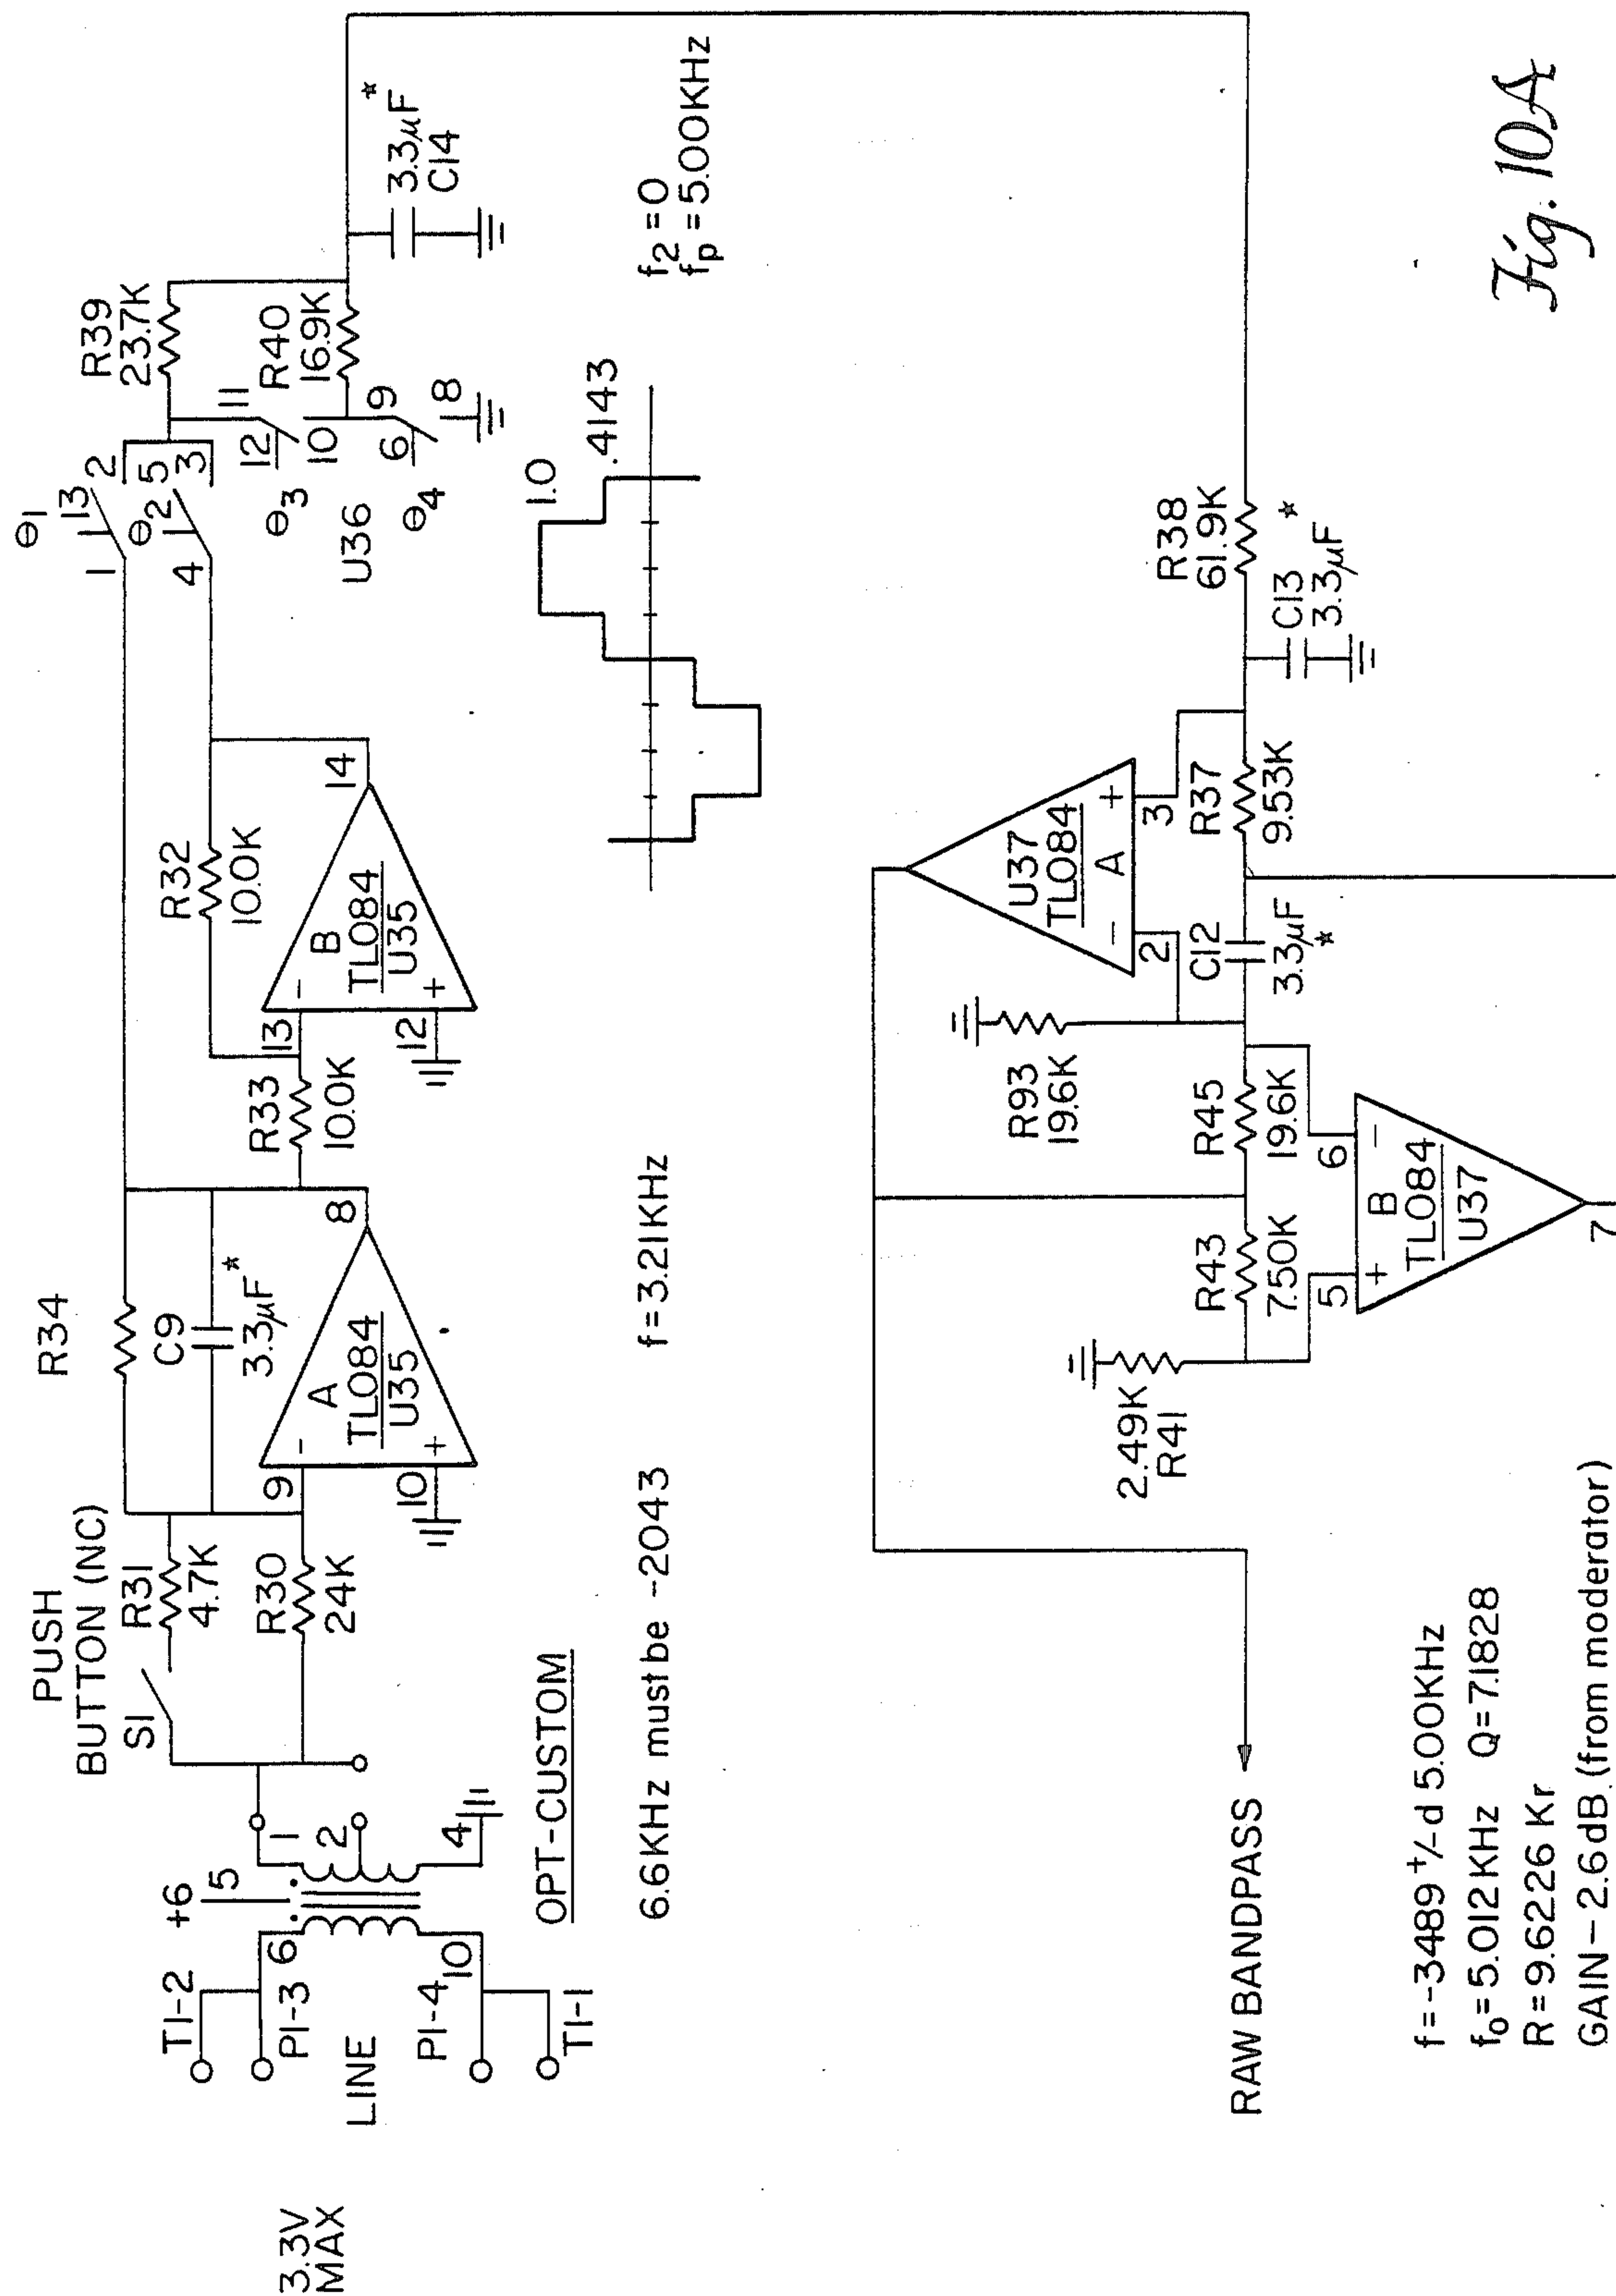 3.3V
MAX
T1-2
+6
5
6
P1-3
LINE
P1-4
10
T1-1
1
2
4
OPT-CUSTOM
PUSH
BUTTON (NC)
S1
R31
4.7K
R30
24K
R34
C9
3.3μF*
9
10
-
+
A
TL084
U35
8
R33
10.0K
R32
10.0K
13
12
-
+
B
TL084
U35
14
θ1
1
13
2
θ2
4
5
3
θ3
12
11
10
U36
θ4
6
9
8
R39
23.7K
R40
16.9K
3.3μF*
C14
6.6KHz must be -2043
f=3.21KHz
1.0
.4143
f2=0
fp=5.00KHz
R38
61.9K
C13*
3.3μF
U37
TL084
A
-
+
2
3
R37
9.53K
C12
3.3μF*
R93
19.6K
R45
19.6K
R43
7.50K
2.49K
R41
5
6
+
-
B
TL084
U37
7
RAW BANDPASS
f=-3489 +/-d 5.00KHz
fo=5.012KHz Q=7.1828
R=9.6226 Kr
GAIN-2.6dB (from moderator)
Fig. 10A